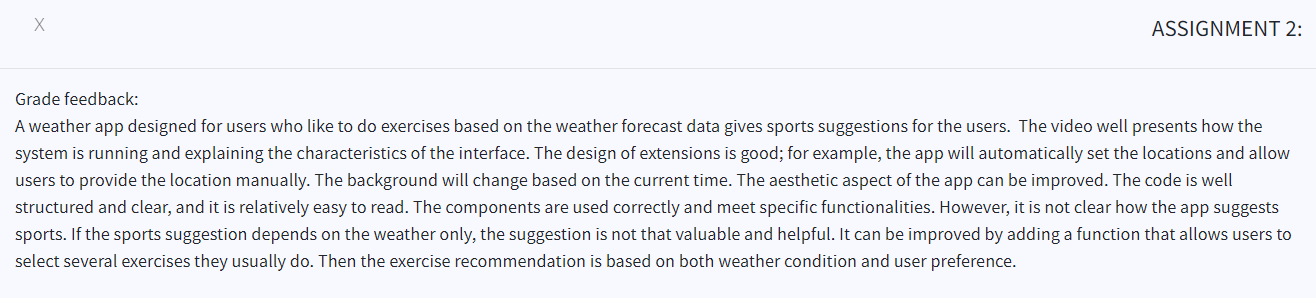 X
ASSIGNMENT 2:
Grade feedback:
A weather app designed for users who like to do exercises based on the weather forecast data gives sports suggestions for the users.  The video well presents how the
system is running and explaining the characteristics of the interface. The design of extensions is good; for example, the app will automatically set the locations and allow
users to provide the location manually. The background will change based on the current time. The aesthetic aspect of the app can be improved. The code is well
structured and clear, and it is relatively easy to read. The components are used correctly and meet specific functionalities. However, it is not clear how the app suggests
sports. If the sports suggestion depends on the weather only, the suggestion is not that valuable and helpful. It can be improved by adding a function that allows users to
select several exercises they usually do. Then the exercise recommendation is based on both weather condition and user preference.